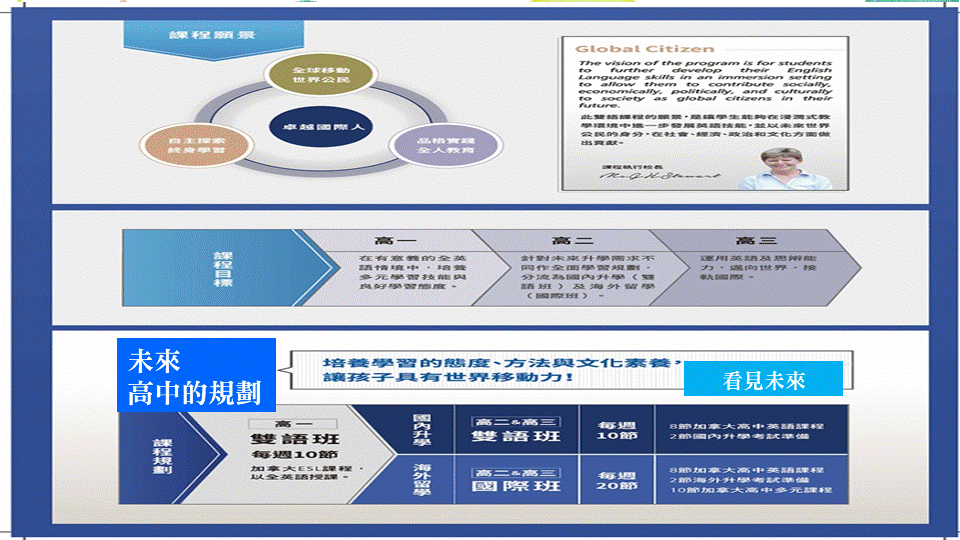 課程願景
全球移動
世界公民
卓越國際人
自主探索
終身學習
品格實踐
全人教育
Global Citizen
The vision of the program is for students
to further develop their English
Language skills in an immersion setting
to allow them to contribute socially,
economically, politically, and culturally
to society as global citizens in their
future.
此雙語課程的願景，是讓學生能夠在浸潤式教
學環境中進一步發展英語技能，並以未來世界
公民的身分，在社會、經濟、政治和文化方面做
出貢獻。
課程執行校長
課程目標
高一
在有意義的全英
語情境中，培養
多元學習技能與
良好學習態度。
高二
針對未來升學需求不
同作全面學習規劃，
分流為國內升學（雙
語班）及海外留學
（國際班）。
高三
運用英語及思辨能
力，邁向世界，接
軌國際。
未來
高中的規劃
培養學習的態度、方法與文化素養，
讓孩子具有世界移動力！
看見未來
課程規劃
高一
雙語班
每週10節
加拿大ESL課程，
以全英語授課。
國內升學
高二&高三
雙語班
每週
10節
8節加拿大高中英語課程
2節國內升學考試準備
海外留學
高二&高三
國際班
每週
20節
8節加拿大高中英語課程
2節海外升學考試準備
10節加拿大高中多元課程